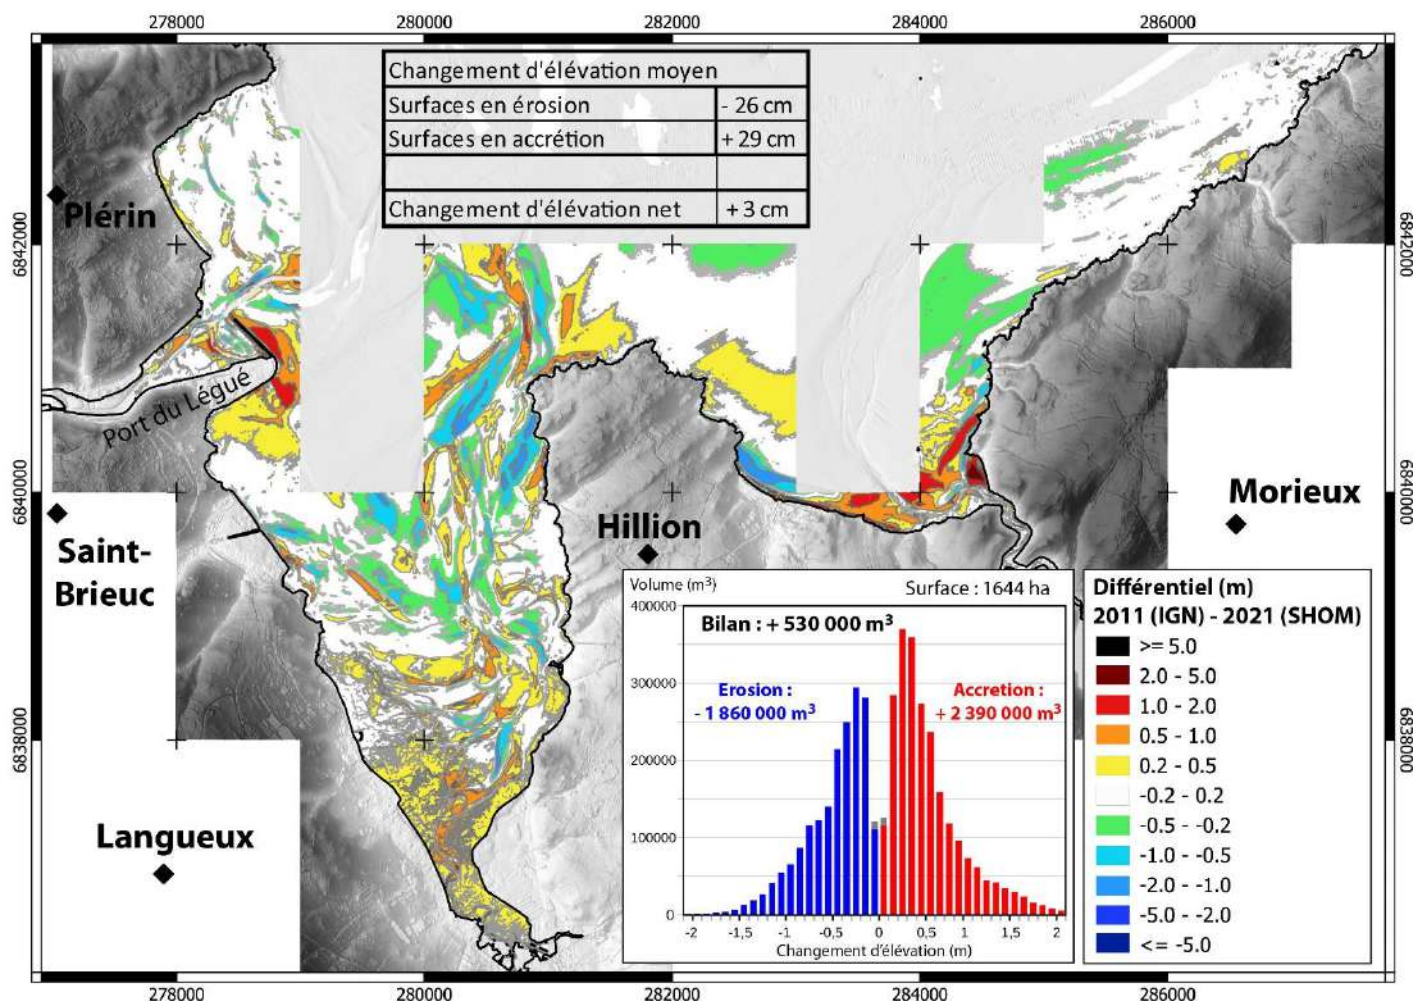 278000 280000 282000 284000 286000
Changement d'élévation moyen
Surfaces en érosion - 26 cm
Surfaces en accrétion + 29 cm
Changement d'élévation net + 3 cm
Plérin
6842000 6842000
Port du Légué
6840000 6840000
Saint-
Brieuc
Hillion
Morieux
6838000 6838000
Langueux
Volume (m³) Surface : 1644 ha
400000
Bilan : + 530 000 m³
300000
Erosion :
- 1 860 000 m³
Accretion :
+ 2 390 000 m³
200000
100000
0
-2 -1,5 -1 -0,5 0 0,5 1 1,5 2
Changement d'élévation (m)
Différentiel (m)
2011 (IGN) - 2021 (SHOM)
>= 5.0
2.0 - 5.0
1.0 - 2.0
0.5 - 1.0
0.2 - 0.5
-0.2 - 0.2
-0.5 - -0.2
-1.0 - -0.5
-2.0 - -1.0
-5.0 - -2.0
<= -5.0
278000 280000 282000 284000 286000